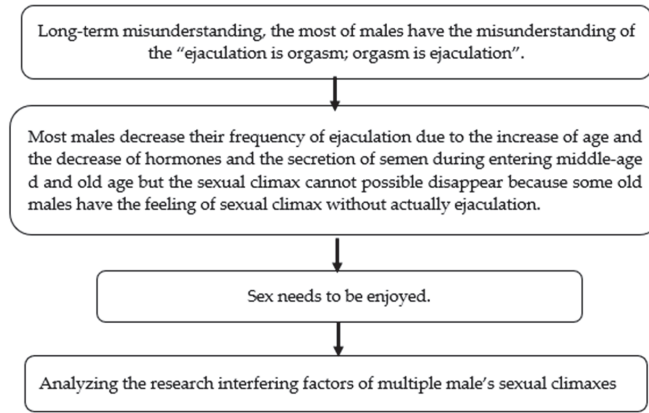 Long-term misunderstanding, the most of males have the misunderstanding of
the “ejaculation is orgasm; orgasm is ejaculation”.
Most males decrease their frequency of ejaculation due to the increase of age and
the decrease of hormones and the secretion of semen during entering middle-age
d and old age but the sexual climax cannot possible disappear because some old
males have the feeling of sexual climax without actually ejaculation.
Sex needs to be enjoyed.
Analyzing the research interfering factors of multiple male’s sexual climaxes